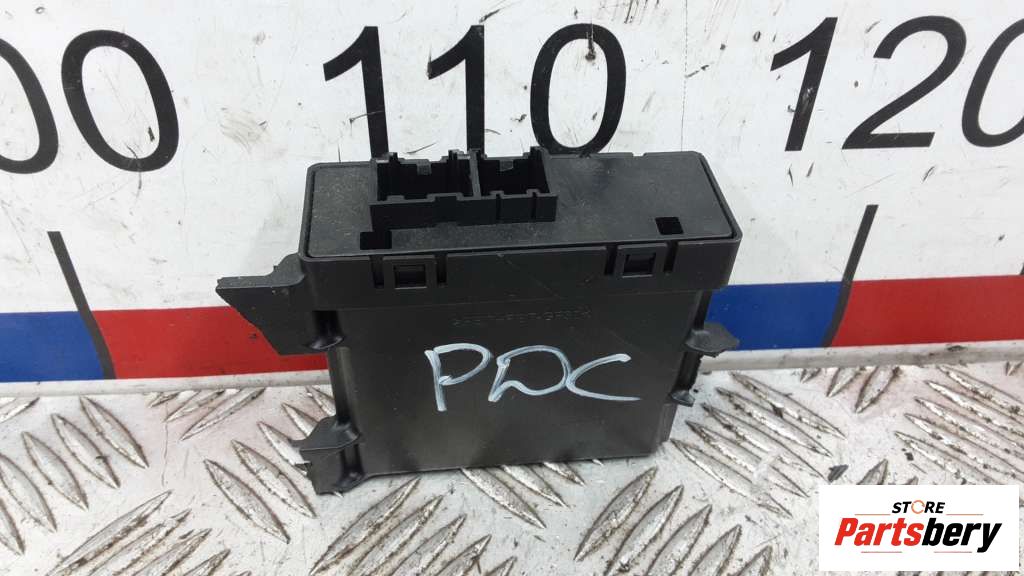 00 110 120
PDC
STORE
Partsbery